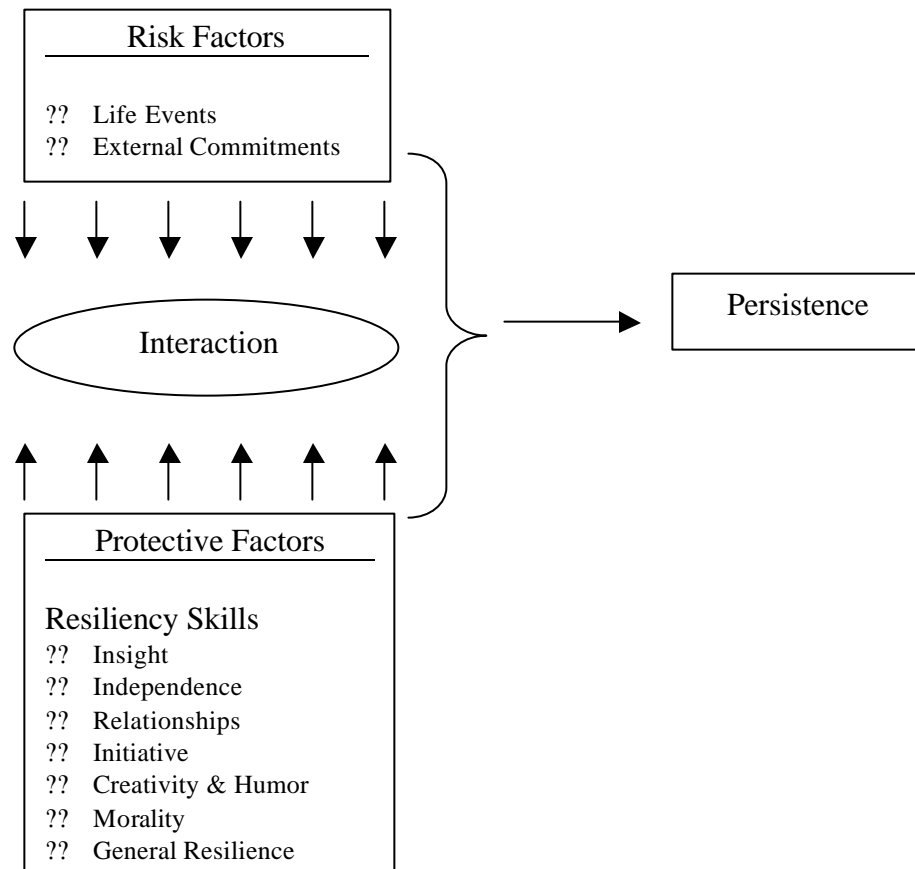 Risk Factors
?? Life Events
?? External Commitments
Interaction
Persistence
Protective Factors
Resiliency Skills
?? Insight
?? Independence
?? Relationships
?? Initiative
?? Creativity & Humor
?? Morality
?? General Resilience